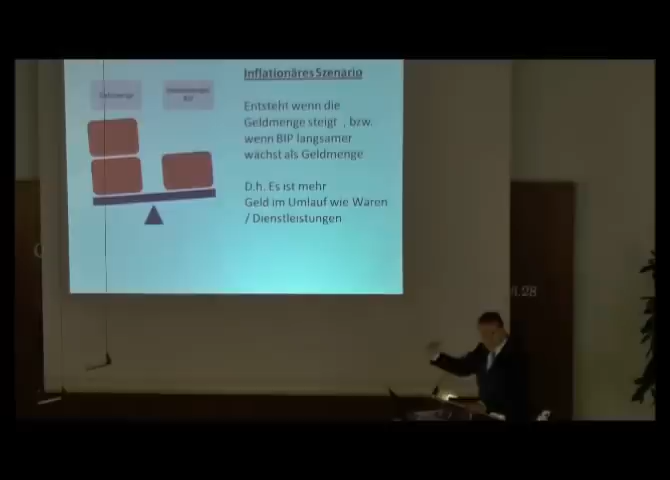 Inflationäres Szenario
Geldmenge
BIP
Entsteht wenn die
Geldmenge steigt , bzw.
wenn BIP langsamer
wächst als Geldmenge
D.h. Es ist mehr
Geld im Umlauf wie Waren
/ Dienstleistungen